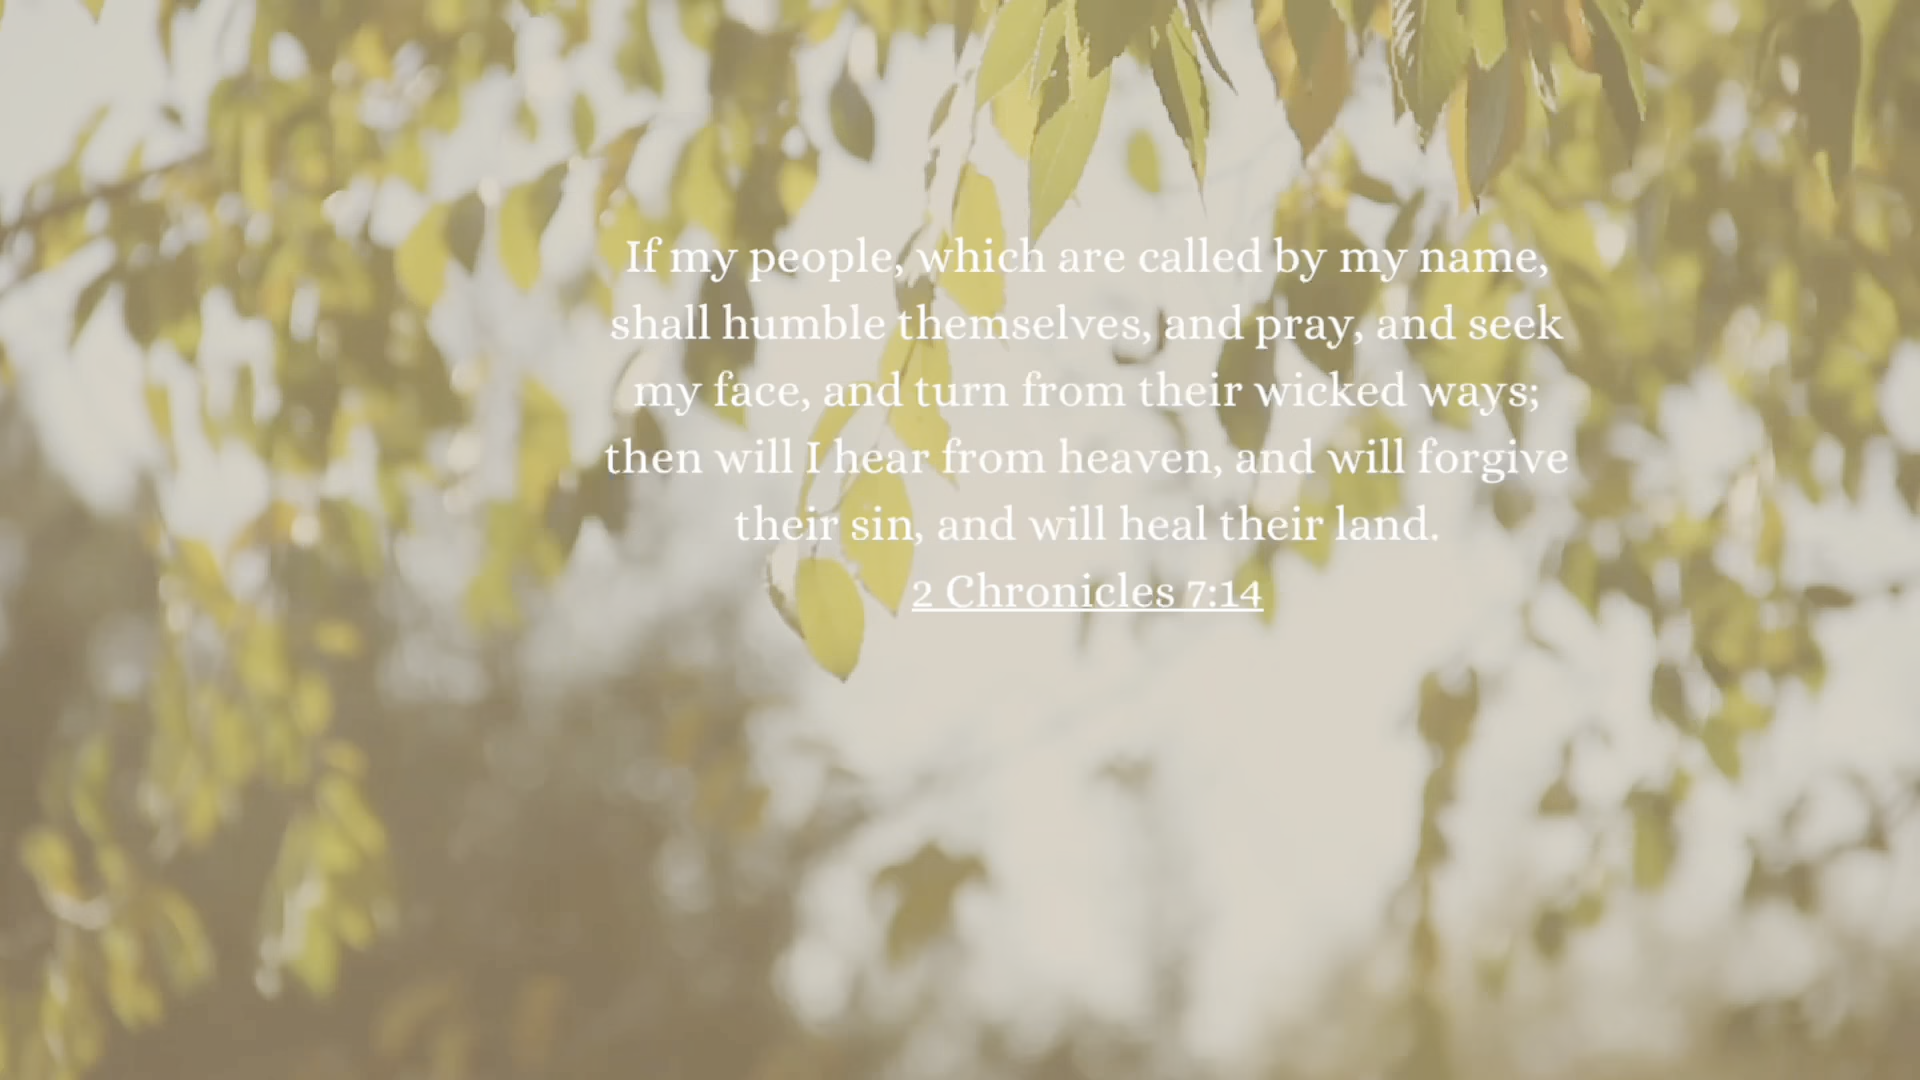 If my people, which are called by my name,
shall humble themselves, and pray, and seek
my face, and turn from their wicked ways;
then will I hear from heaven, and will forgive
their sin, and will heal their land.
2 Chronicles 7:14